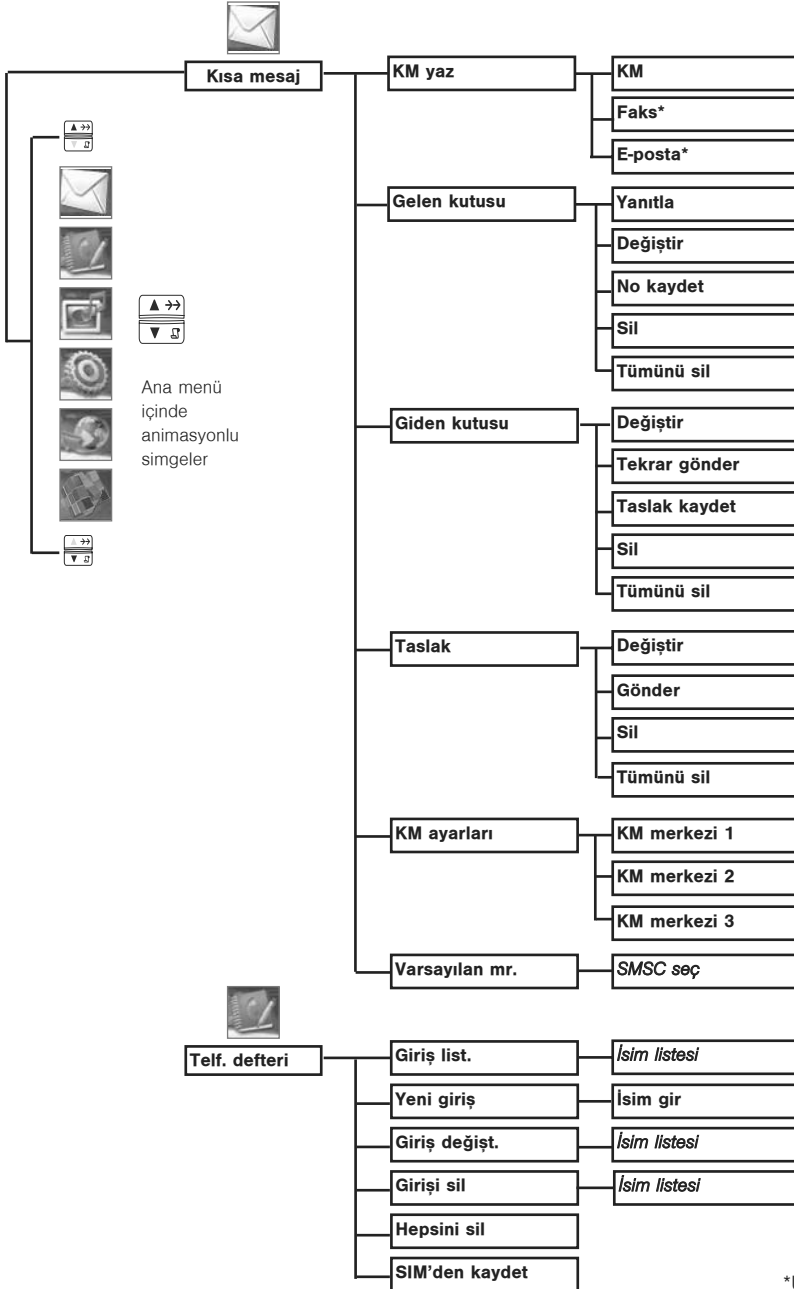 Kısa mesaj
KM yaz
KM
Faks*
E-posta*
Gelen kutusu
Yanıtla
Değiştir
No kaydet
Sil
Tümünü sil
Ana menü
içinde
animasyonlu
simgeler
Giden kutusu
Değiştir
Tekrar gönder
Taslak kaydet
Sil
Tümünü sil
Taslak
Değiştir
Gönder
Sil
Tümünü sil
KM ayarları
KM merkezi 1
KM merkezi 2
KM merkezi 3
Varsayılan mr.
SMSC seç
Telf. defteri
Giriş list.
İsim listesi
Yeni giriş
İsim gir
Giriş değişt.
İsim listesi
Girişi sil
İsim listesi
Hepsini sil
SIM’den kaydet